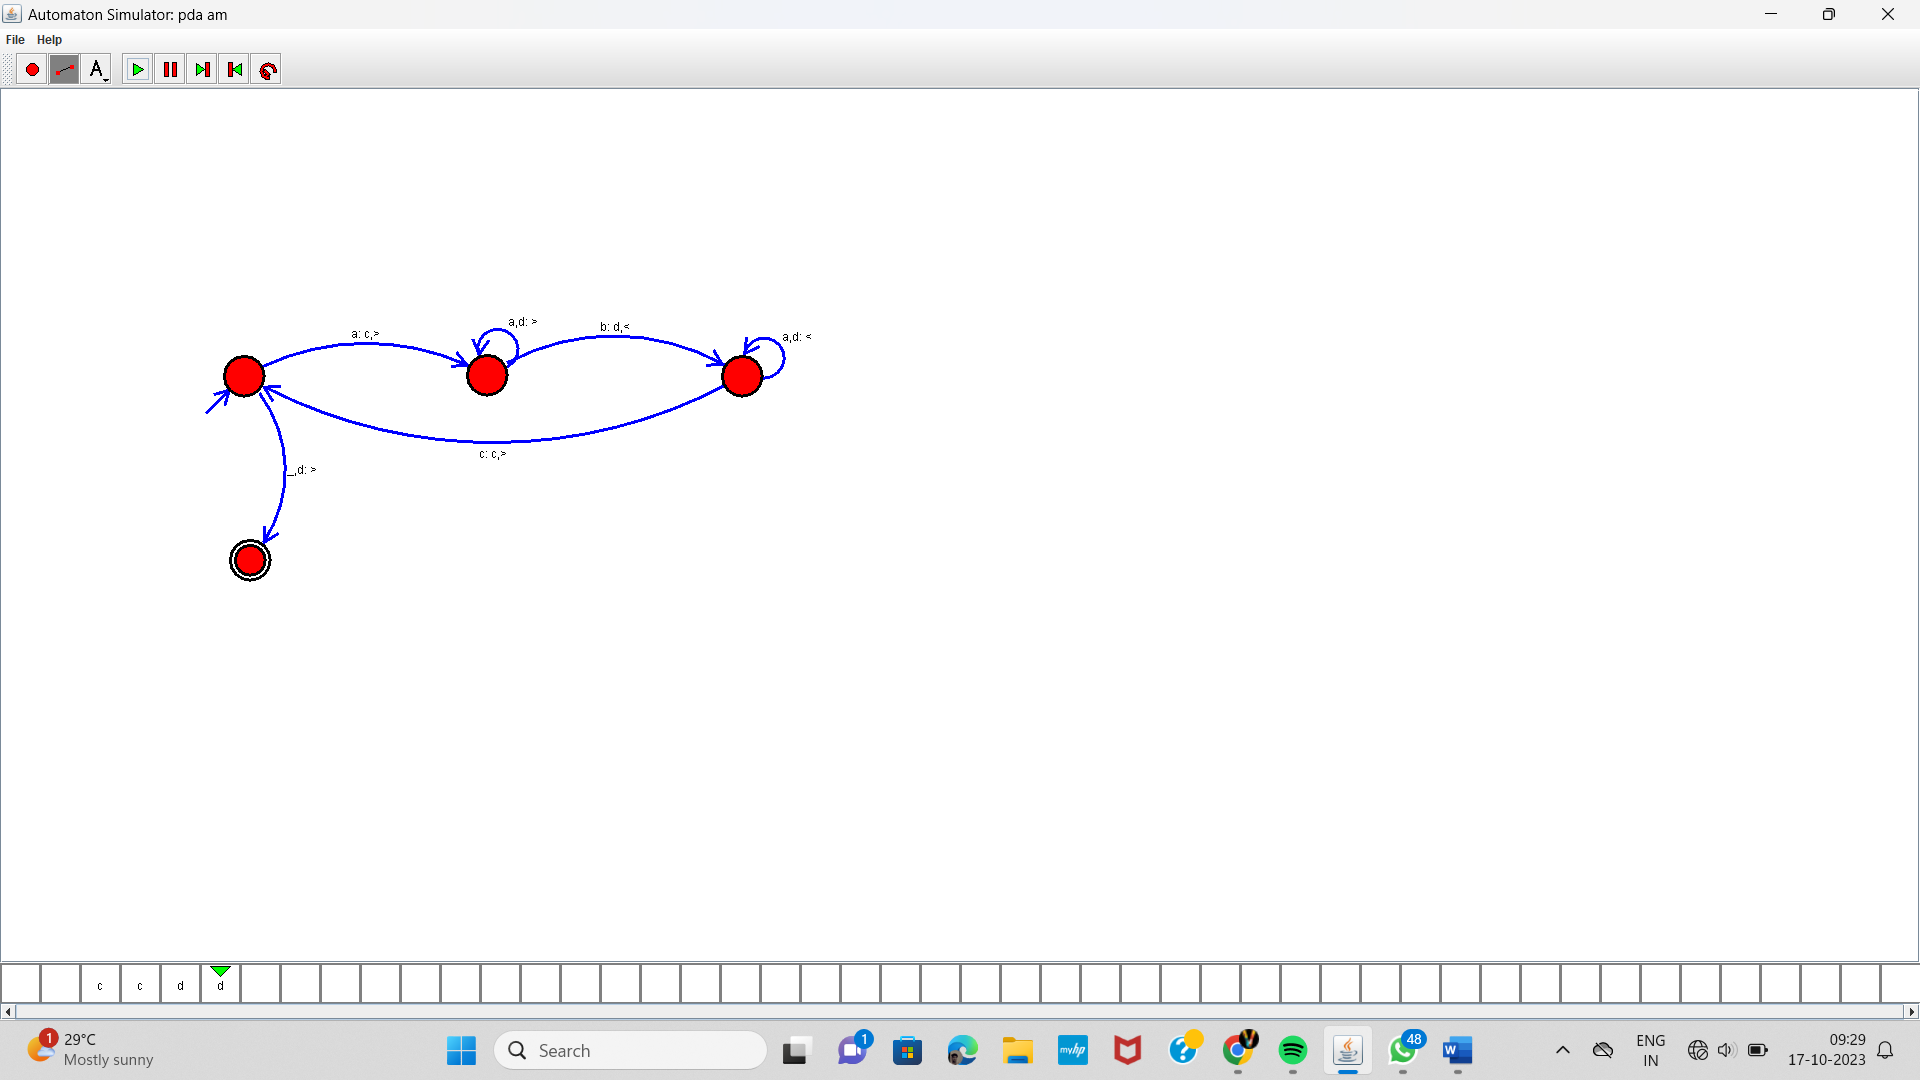 Automaton Simulator: pda am
File Help
A
a: c,>
a,d: >
b: d,<
a,d: <
c: c,>
_,d: >
c c d d
1
29°C
Mostly sunny
Search
1
myhp
?
48
W
ENG
IN
09:29
17-10-2023